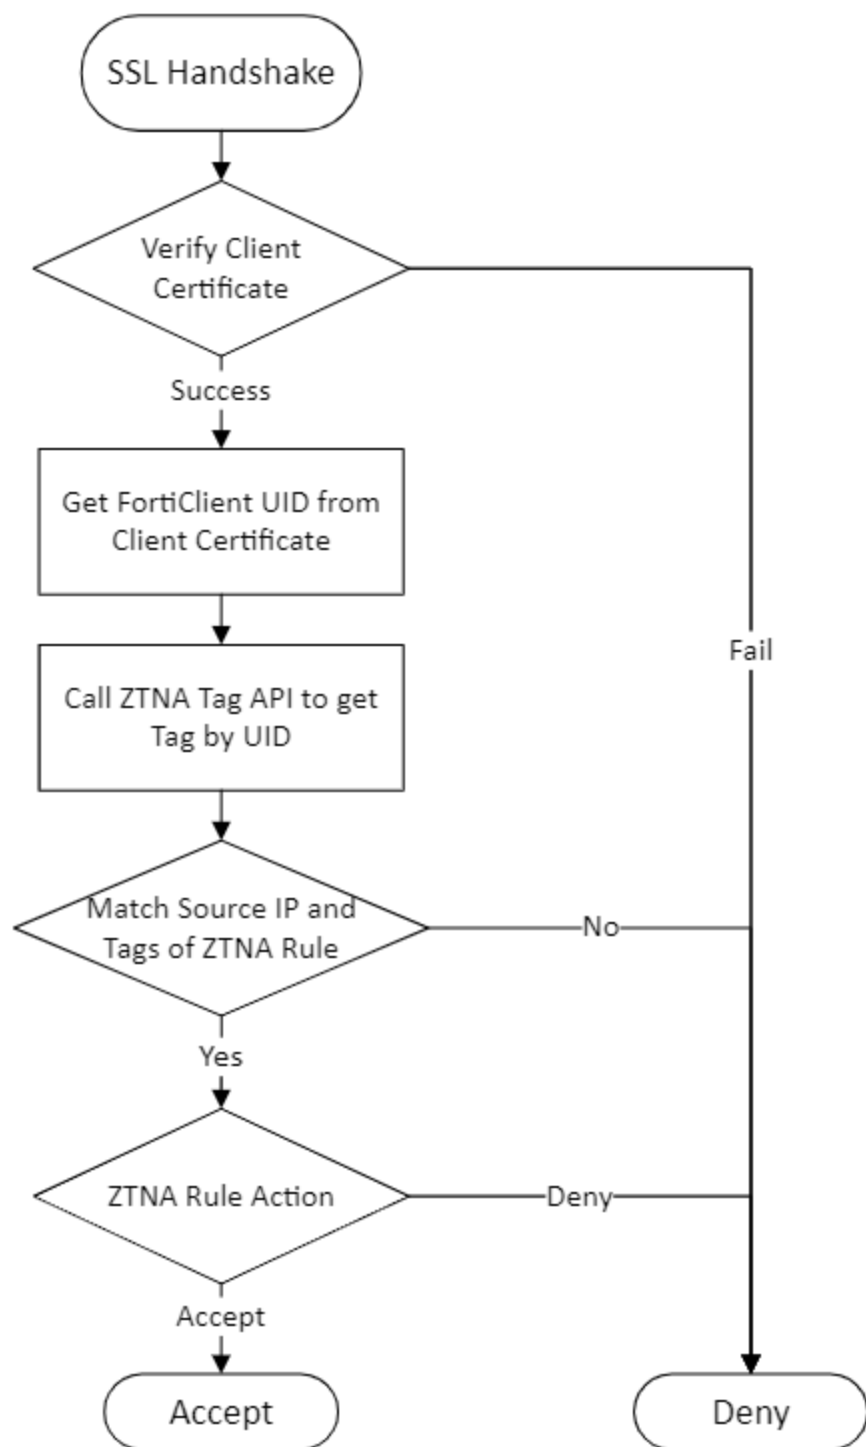 SSL Handshake
Verify Client
Certificate
Success
Get FortiClient UID from
Client Certificate
Fail
Call ZTNA Tag API to get
Tag by UID
Match Source IP and
Tags of ZTNA Rule
No
Yes
ZTNA Rule Action
Deny
Accept
Accept
Deny